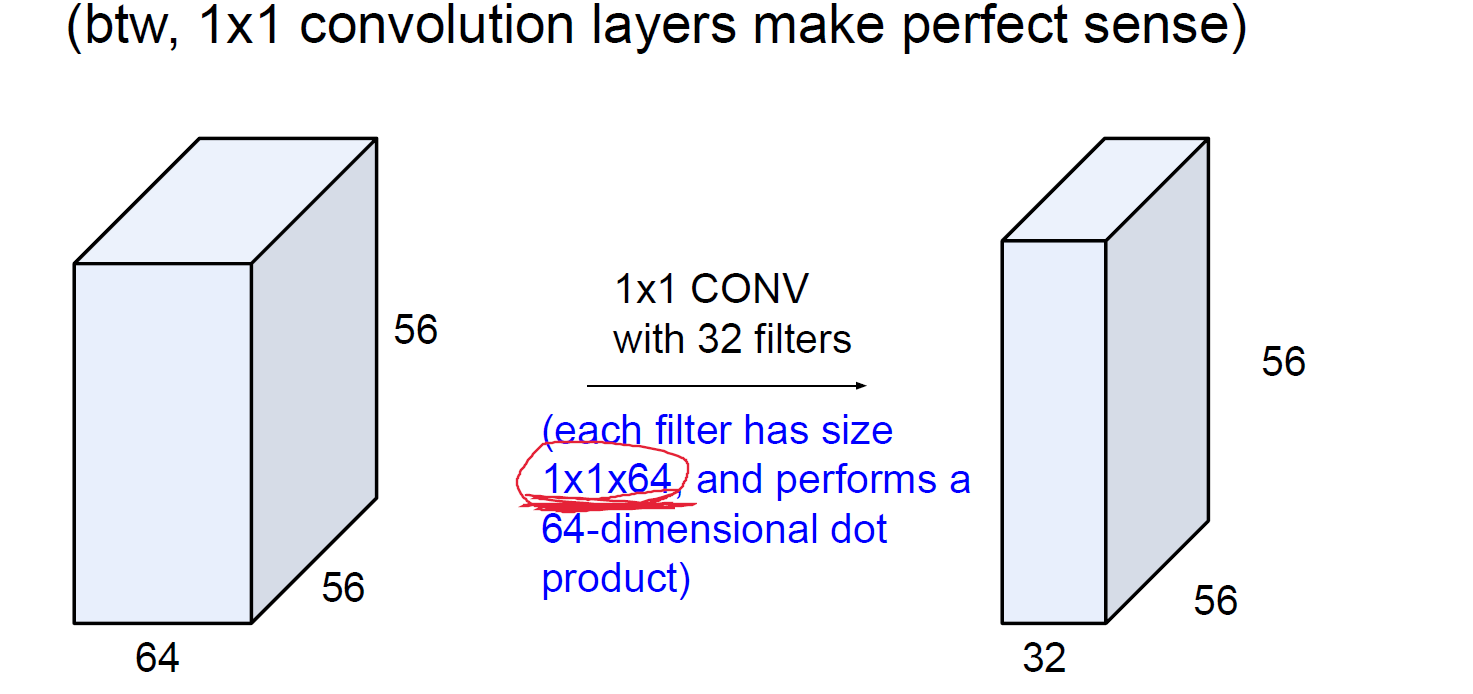 (btw, 1x1 convolution layers make perfect sense)
56
1x1 CONV
with 32 filters
56
(each filter has size
1x1x64, and performs a
64-dimensional dot
product)
56
56
64
32